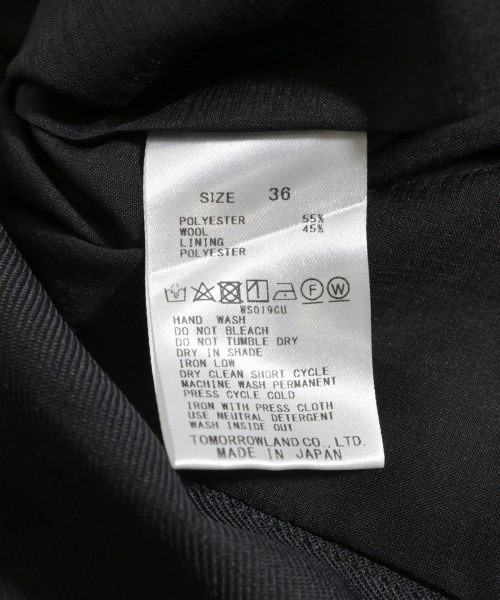 SIZE 36
POLYESTER 55%
WOOL 45%
LINING
POLYESTER
F W
WS019CU
HAND WASH
DO NOT BLEACH
DO NOT TUMBLE DRY
DRY IN SHADE
IRON LOW
DRY CLEAN SHORT CYCLE
MACHINE WASH PERMANENT
PRESS CYCLE COLD
IRON WITH PRESS CLOTH
USE NEUTRAL DETERGENT
WASH INSIDE OUT
TOMORROWLAND CO., LTD.
MADE IN JAPAN